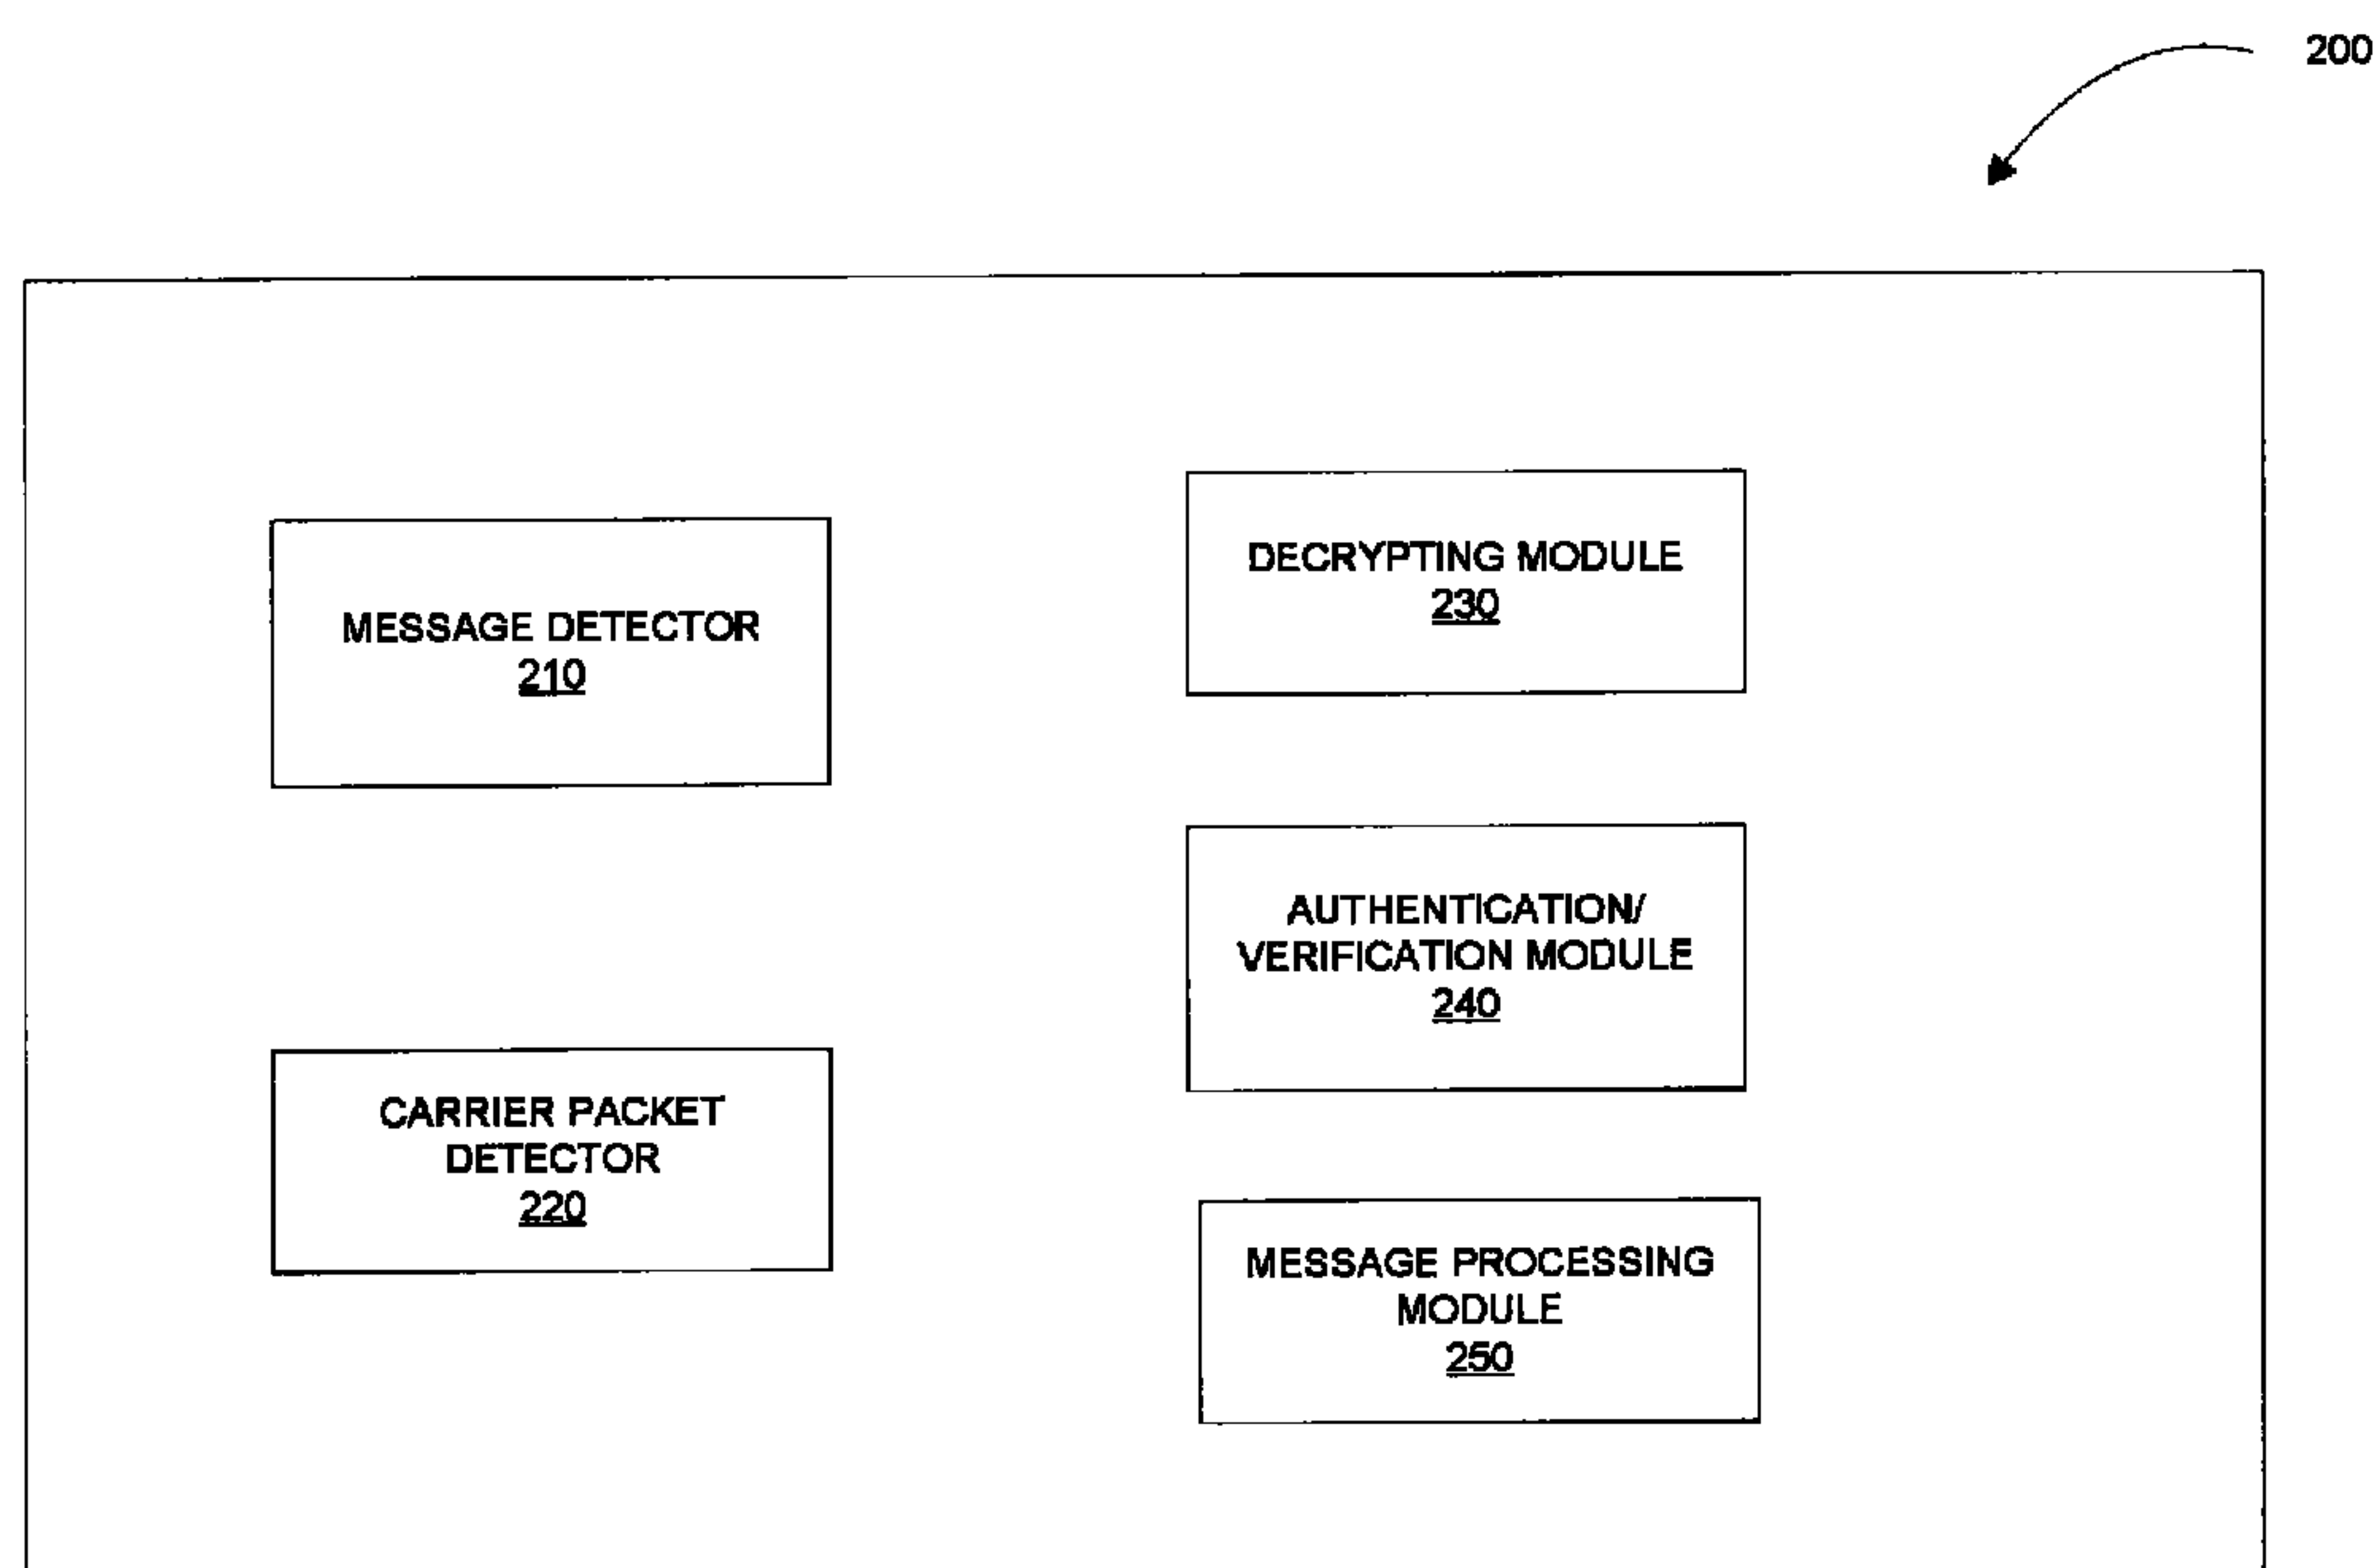 200
MESSAGE DETECTOR
210
CARRIER PACKET
DETECTOR
220
DECRYPTING MODULE
230
AUTHENTICATION/
VERIFICATION MODULE
240
MESSAGE PROCESSING
MODULE
250